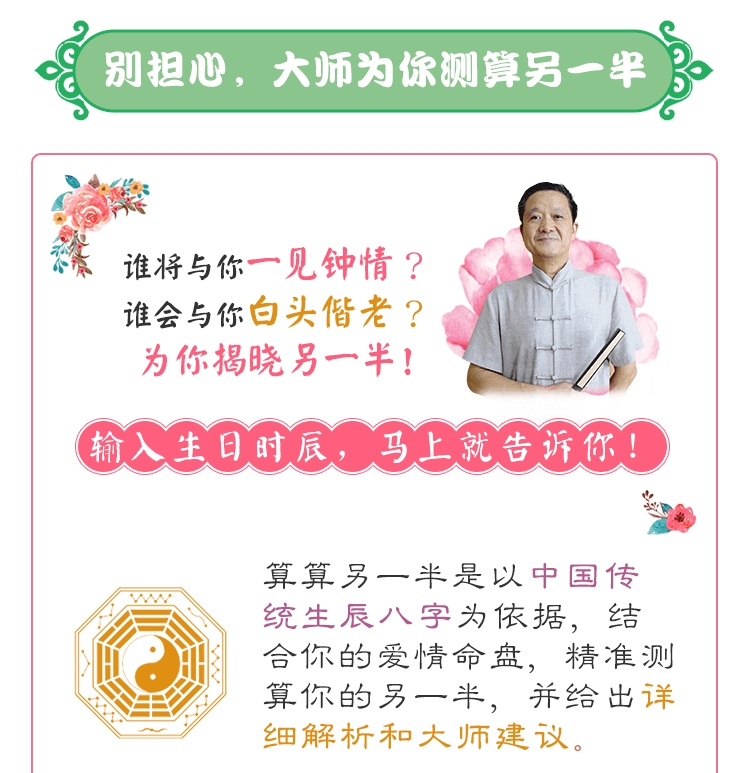 别担心，大师为你测算另一半
谁将与你一见钟情？
谁会与你白头偕老？
为你揭晓另一半！
输入生日时辰，马上就告诉你！
算算另一半是以中国传
统生辰八字为依据，结
合你的爱情命盘，精准测
算你的另一半，并给出详
细解析和大师建议。